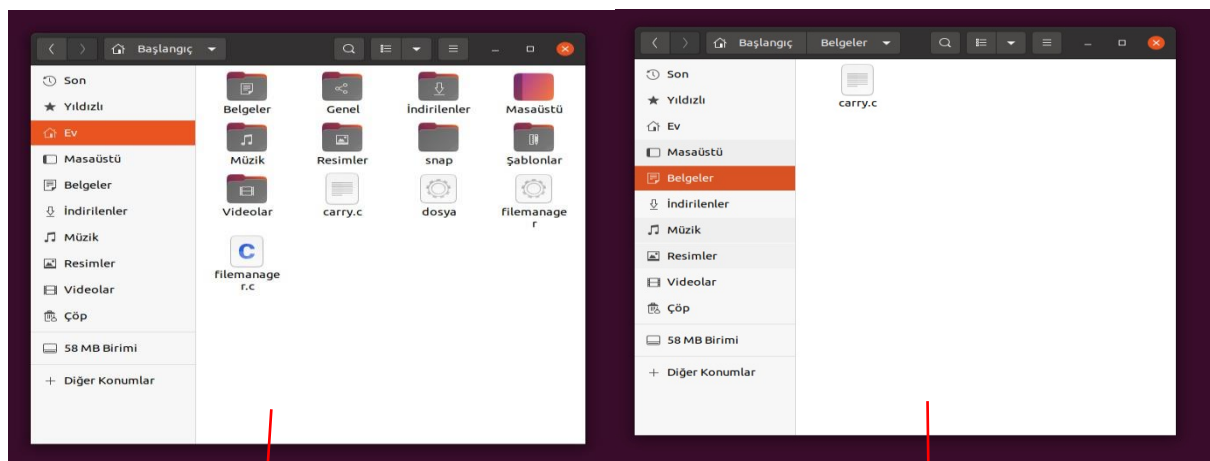 Başlangıç
Son
Yıldızlı
Ev
Masaüstü
Belgeler
İndirilenler
Müzik
Resimler
Videolar
Çöp
58 MB Birimi
Diğer Konumlar
Belgeler Genel İndirilenler Masaüstü
Müzik Resimler snap Şablonlar
Videolar carry.c dosya filemanage
r
filemanage
r.c
Başlangıç Belgeler
Son
Yıldızlı
Ev
Masaüstü
Belgeler
İndirilenler
Müzik
Resimler
Videolar
Çöp
58 MB Birimi
Diğer Konumlar
carry.c